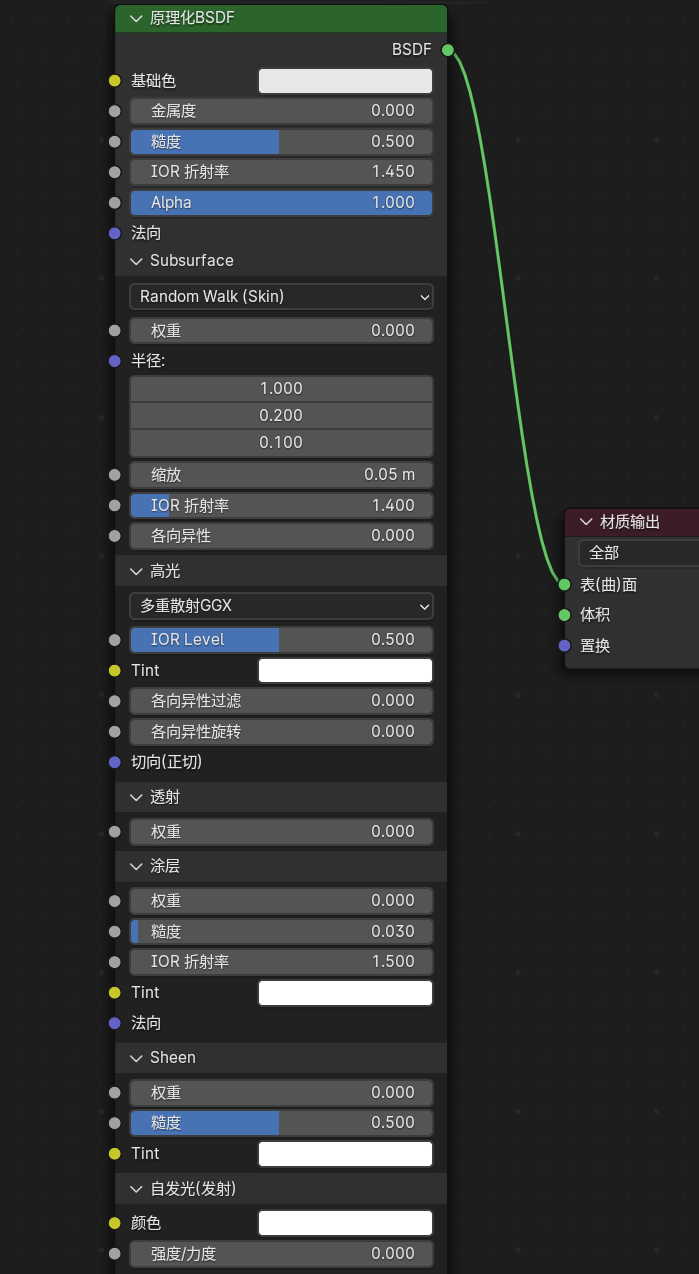 原理化BSDF
BSDF
基础色
金属度 0.000
糙度 0.500
IOR 折射率 1.450
Alpha 1.000
法向
Subsurface
Random Walk (Skin)
权重 0.000
半径:
1.000
0.200
0.100
缩放 0.05 m
IOR 折射率 1.400
各向异性 0.000
高光
多重散射GGX
IOR Level 0.500
Tint
各向异性过滤 0.000
各向异性旋转 0.000
切向(正切)
透射
权重 0.000
涂层
权重 0.000
糙度 0.030
IOR 折射率 1.500
Tint
法向
Sheen
权重 0.000
糙度 0.500
Tint
自发光(发射)
颜色
强度/力度 0.000
材质输出
全部
表(曲)面
体积
置换